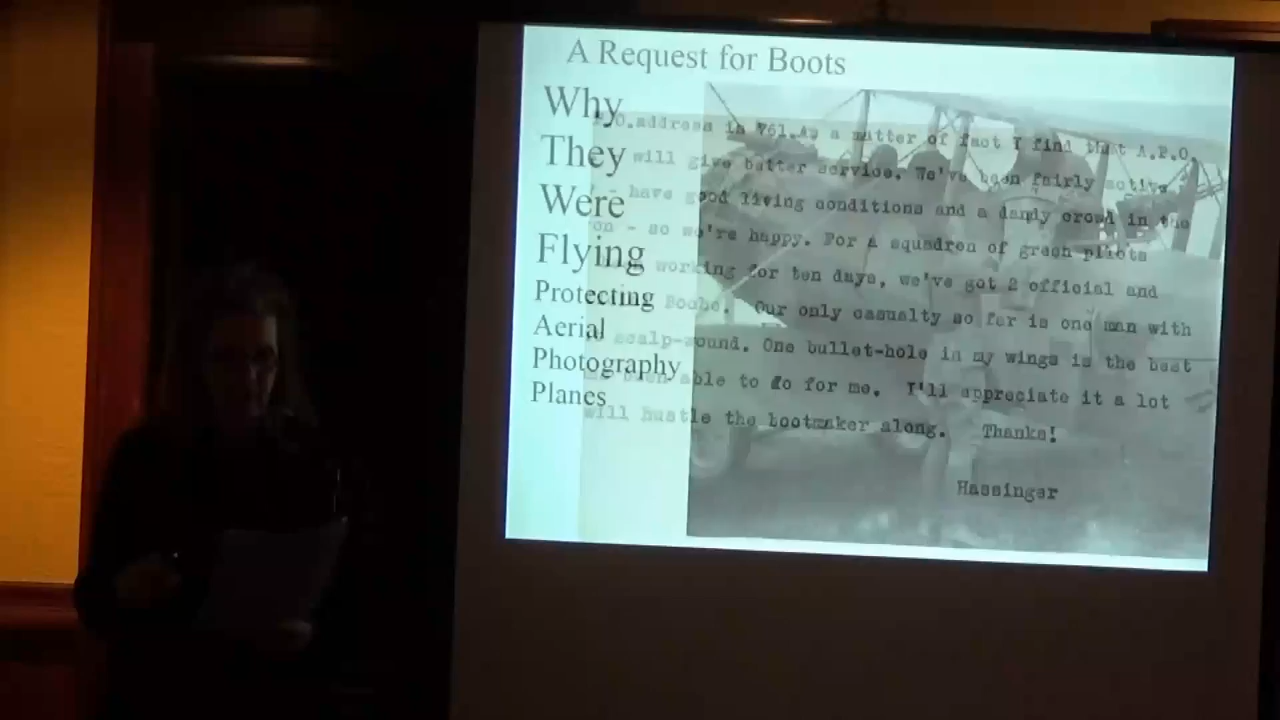 A Request for Boots
Why
They
Were
Flying
Protecting
Aerial
Photography
Planes
.O.address is 761.As a matter of fact I find that A.P.O.
will give better service. We've been fairly active,
- have good living conditions and a dandy crowd in the
on - so we're happy. For a squadron of green pilots
working for ten days, we've got 2 official and
Boche. Our only casualty so far is one man with
scalp-wound. One bullet-hole in my wings is the best
been able to do for me. I'll appreciate it a lot
will hustle the bootmaker along. Thanks!
Hassinger